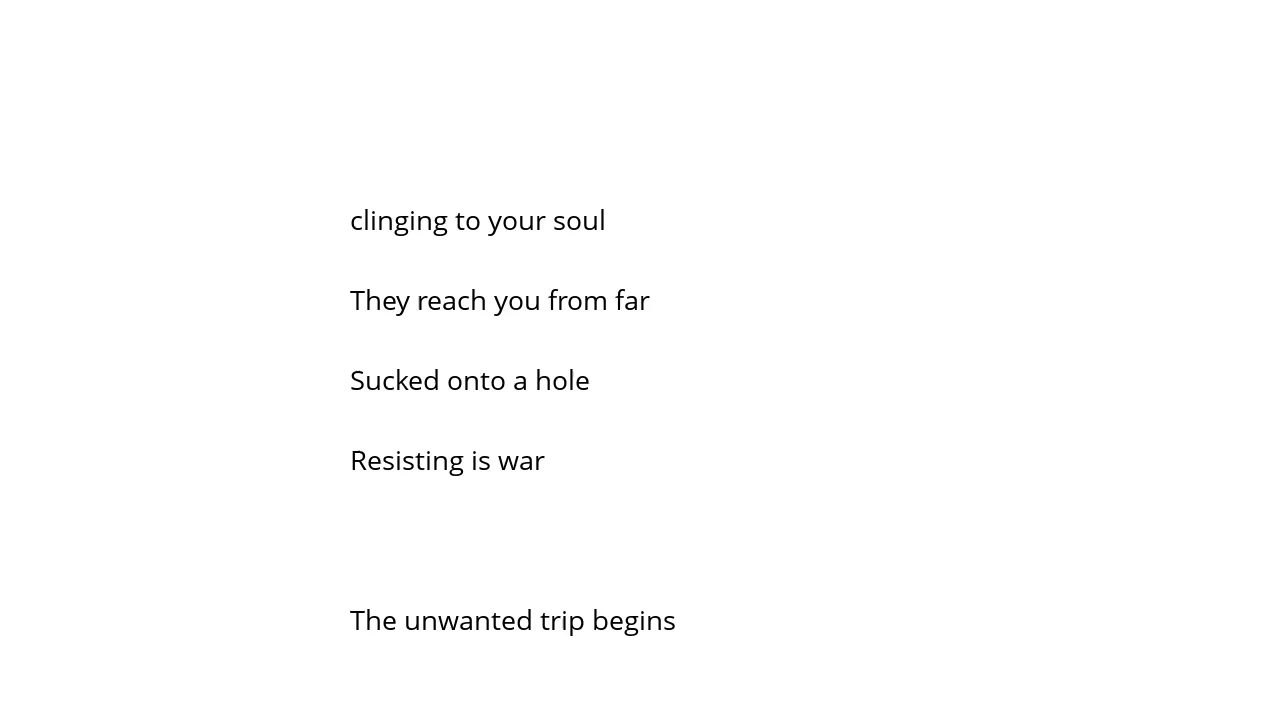 clinging to your soul
They reach you from far
Sucked onto a hole
Resisting is war
The unwanted trip begins